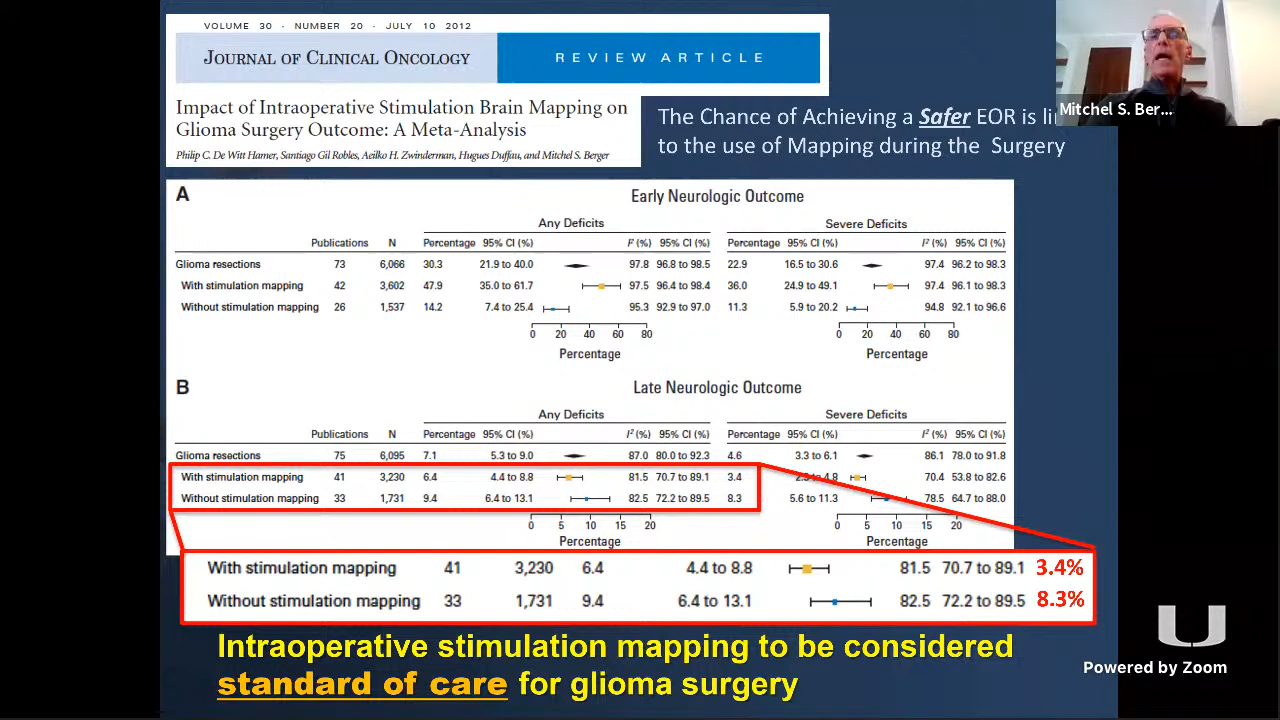 VOLUME 30 · NUMBER 20 · JULY 10 2012
JOURNAL OF CLINICAL ONCOLOGY REVIEW ARTICLE
Impact of Intraoperative Stimulation Brain Mapping on
Glioma Surgery Outcome: A Meta-Analysis
Philip C. De Witt Hamer, Santiago Gil Robles, Aeilko H. Zwinderman, Hugues Duffau, and Mitchel S. Berger
Mitchel S. Ber...
The Chance of Achieving a Safer EOR is
to the use of Mapping during the Surgery
A Early Neurologic Outcome
Any Deficits Severe Deficits
Publications N Percentage 95% CI (%) I² (%) 95% CI (%) Percentage 95% CI (%) I² (%) 95% CI (%)
Glioma resections 73 6,066 30.3 21.9 to 40.0 97.8 96.8 to 98.5 22.9 16.5 to 30.6 97.4 96.2 to 98.3
With stimulation mapping 42 3,602 47.9 35.0 to 61.7 97.5 96.4 to 98.4 36.0 24.9 to 49.1 97.4 96.1 to 98.3
Without stimulation mapping 26 1,537 14.2 7.4 to 25.4 95.3 92.9 to 97.0 11.3 5.9 to 20.2 94.8 92.1 to 96.6
0 20 40 60 80 0 20 40 60 80
Percentage Percentage
B Late Neurologic Outcome
Any Deficits Severe Deficits
Publications N Percentage 95% CI (%) I² (%) 95% CI (%) Percentage 95% CI (%) I² (%) 95% CI (%)
Glioma resections 75 6,095 7.1 5.3 to 9.0 87.0 80.0 to 92.3 4.6 3.3 to 6.1 86.1 78.0 to 91.8
With stimulation mapping 41 3,230 6.4 4.4 to 8.8 81.5 70.7 to 89.1 3.4 to 4.8 70.4 53.8 to 82.6
Without stimulation mapping 33 1,731 9.4 6.4 to 13.1 82.5 72.2 to 89.5 8.3 5.6 to 11.3 78.5 64.7 to 88.0
0 5 10 15 20 0 5 10 15 20
Percentage Percentage
With stimulation mapping 41 3,230 6.4 4.4 to 8.8 81.5 70.7 to 89.1 3.4%
Without stimulation mapping 33 1,731 9.4 6.4 to 13.1 82.5 72.2 to 89.5 8.3%
Intraoperative stimulation mapping to be considered
standard of care for glioma surgery
U
Powered by Zoom